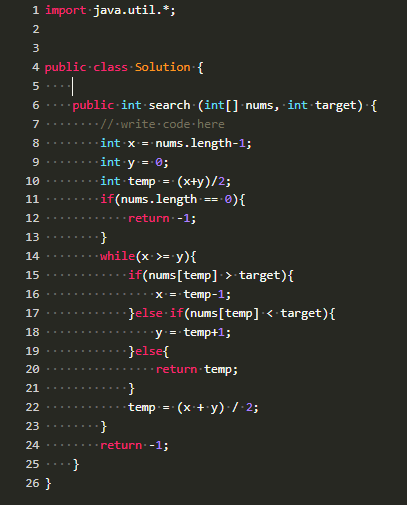 1 import java.util.*;
2
3
4 public class Solution {
5
6     public int search (int[] nums, int target) {
7         // write code here
8         int x = nums.length-1;
9         int y = 0;
10         int temp = (x+y)/2;
11         if(nums.length == 0){
12             return -1;
13         }
14         while(x >= y){
15             if(nums[temp] > target){
16                 x = temp-1;
17             }else if(nums[temp] < target){
18                 y = temp+1;
19             }else{
20                 return temp;
21             }
22             temp = (x + y) / 2;
23         }
24         return -1;
25     }
26 }